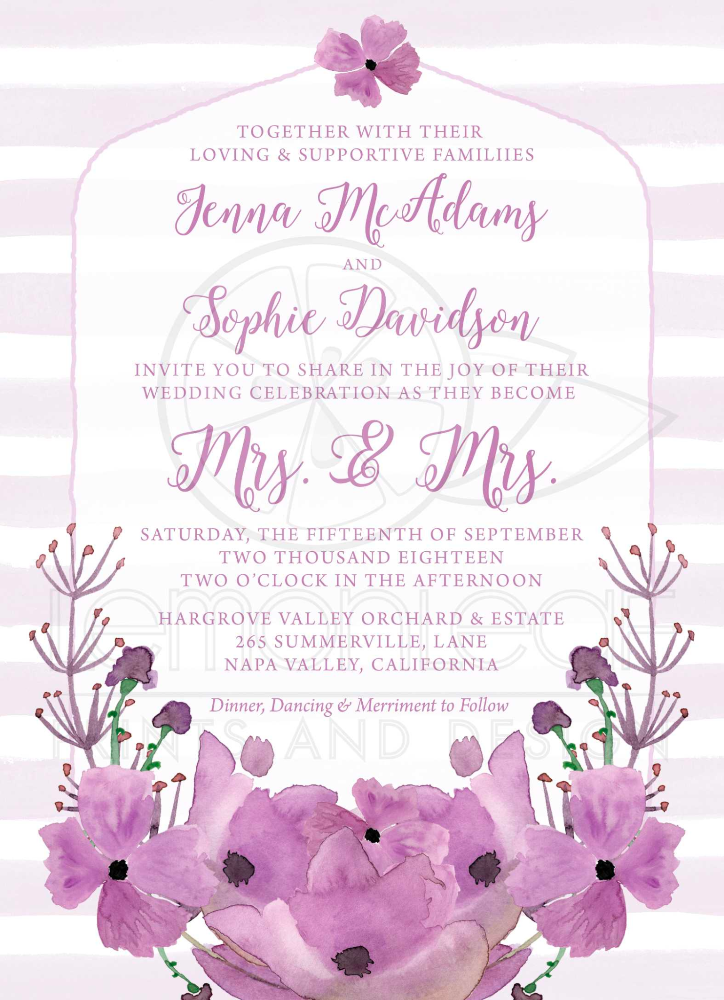 TOGETHER WITH THEIR
LOVING & SUPPORTIVE FAMILIIES
Jenna McAdams
AND
Sophie Davidson
INVITE YOU TO SHARE IN THE JOY OF THEIR
WEDDING CELEBRATION AS THEY BECOME
Mrs. & Mrs.
SATURDAY, THE FIFTEENTH OF SEPTEMBER
TWO THOUSAND EIGHTEEN
TWO O’CLOCK IN THE AFTERNOON
HARGROVE VALLEY ORCHARD & ESTATE
265 SUMMERVILLE, LANE
NAPA VALLEY, CALIFORNIA
lemonleaf
Dinner, Dancing & Merriment to Follow
PRINTS AND DESIGN